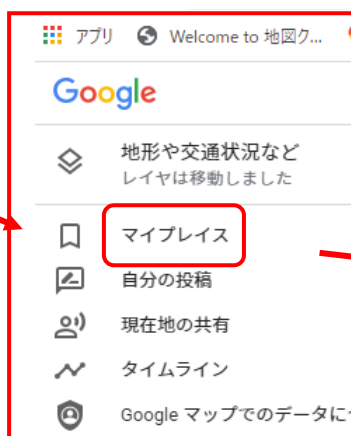 アプリ Welcome to 地図ク...
Google
地形や交通状況など
レイヤは移動しました
マイプレイス
自分の投稿
現在地の共有
タイムライン
Google マップでのデータに